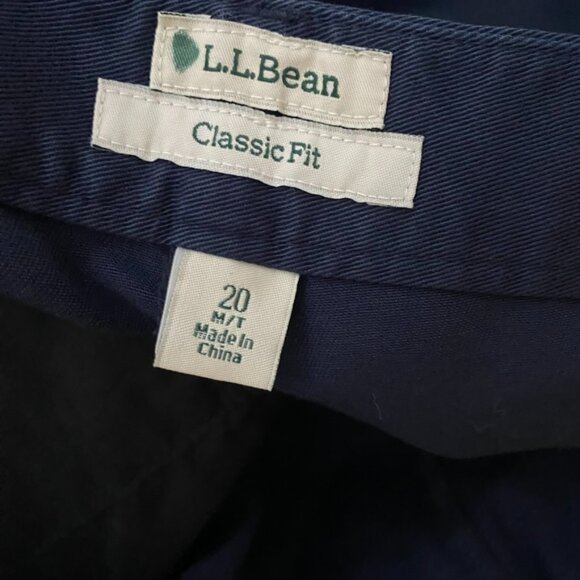 L.L.Bean
Classic Fit
20
M/T
Made In
China